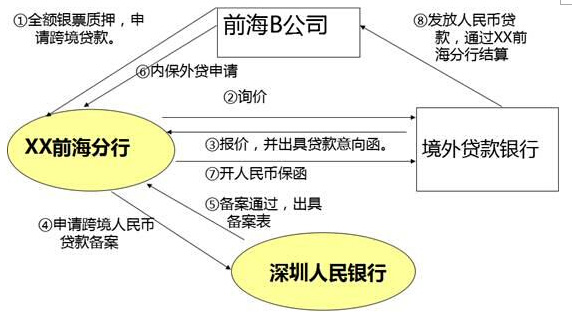 ①全额银票质押，申
请跨境贷款。
前海B公司
⑧发放人民币贷
款，通过XX前
海分行结算
⑥内保外贷申请
②询价
XX前海分行
③报价，并出具贷款意向函。
境外贷款银行
⑦开人民币保函
⑤备案通过，出具
备案表
④申请跨境人民币
贷款备案
深圳人民银行